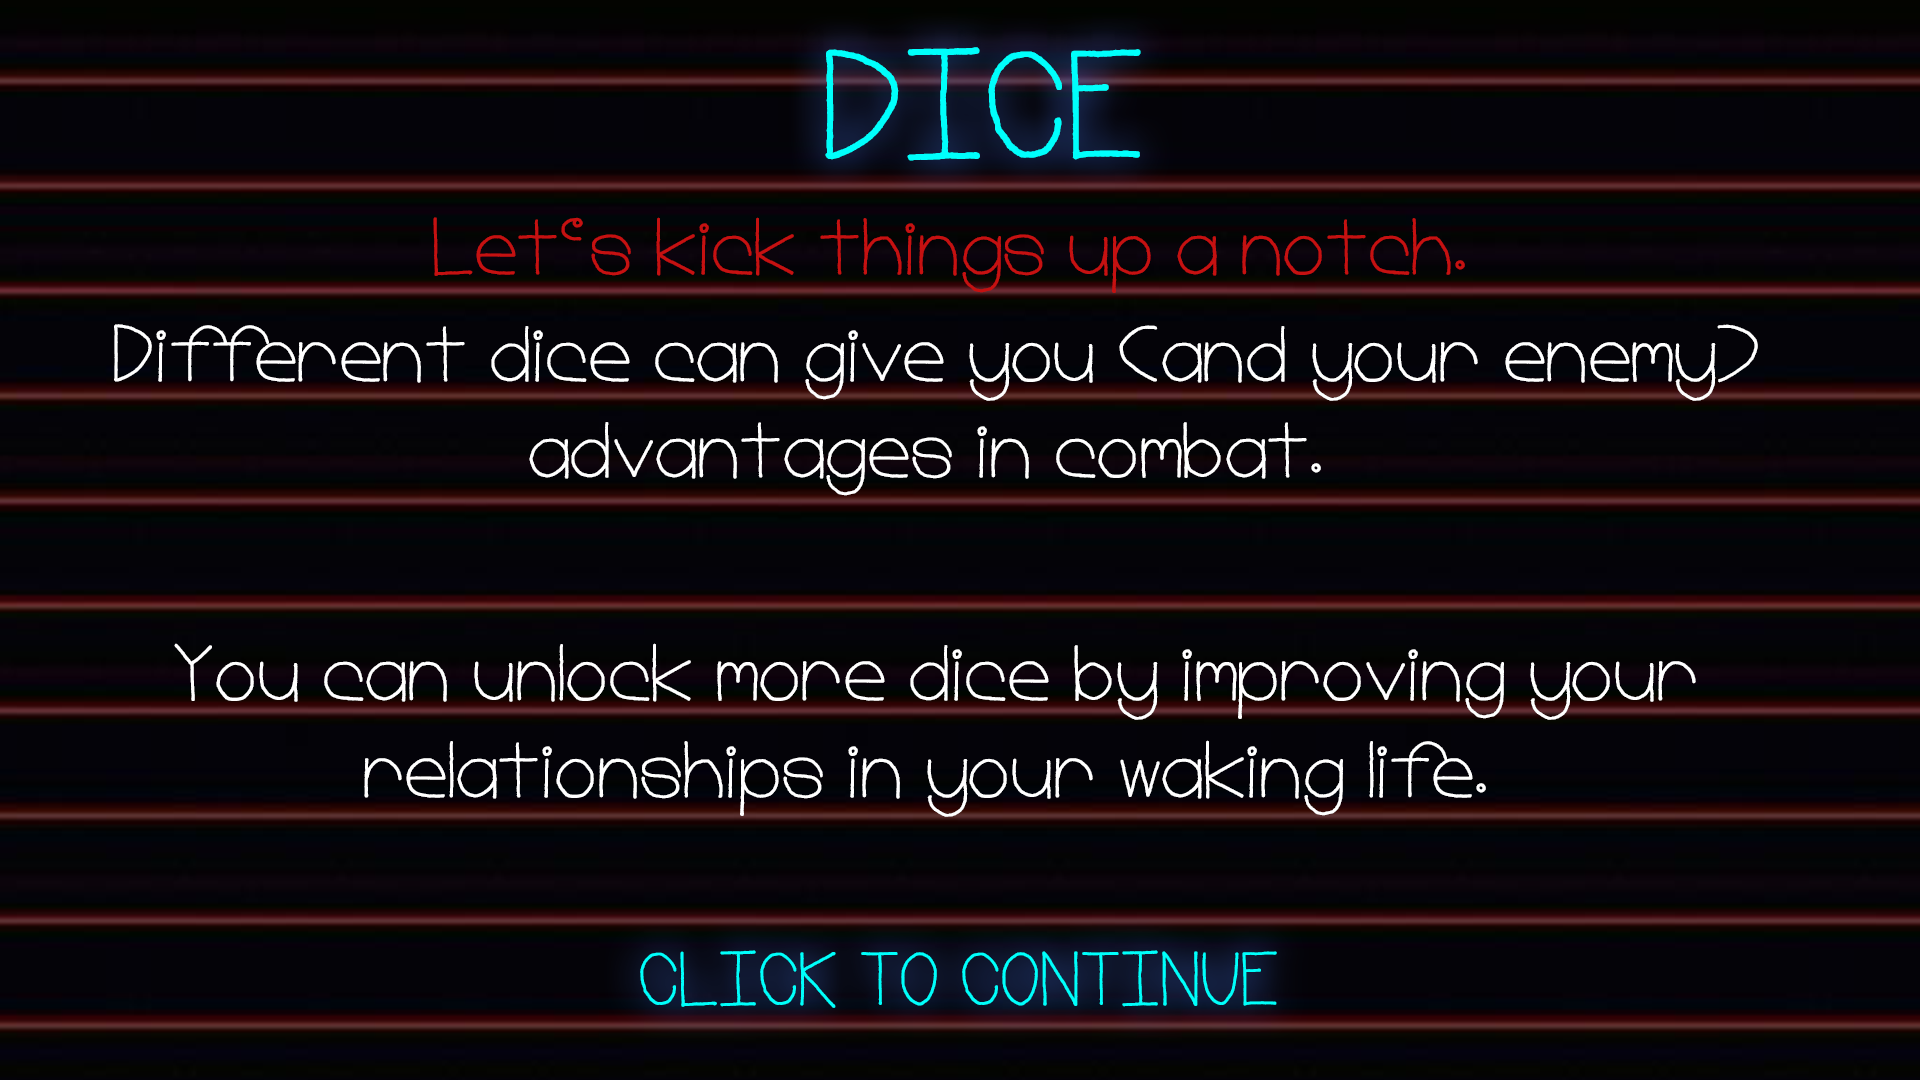 DICE
Let's kick things up a notch.
Different dice can give you (and your enemy)
advantages in combat.
You can unlock more dice by improving your
relationships in your waking life.
CLICK TO CONTINUE